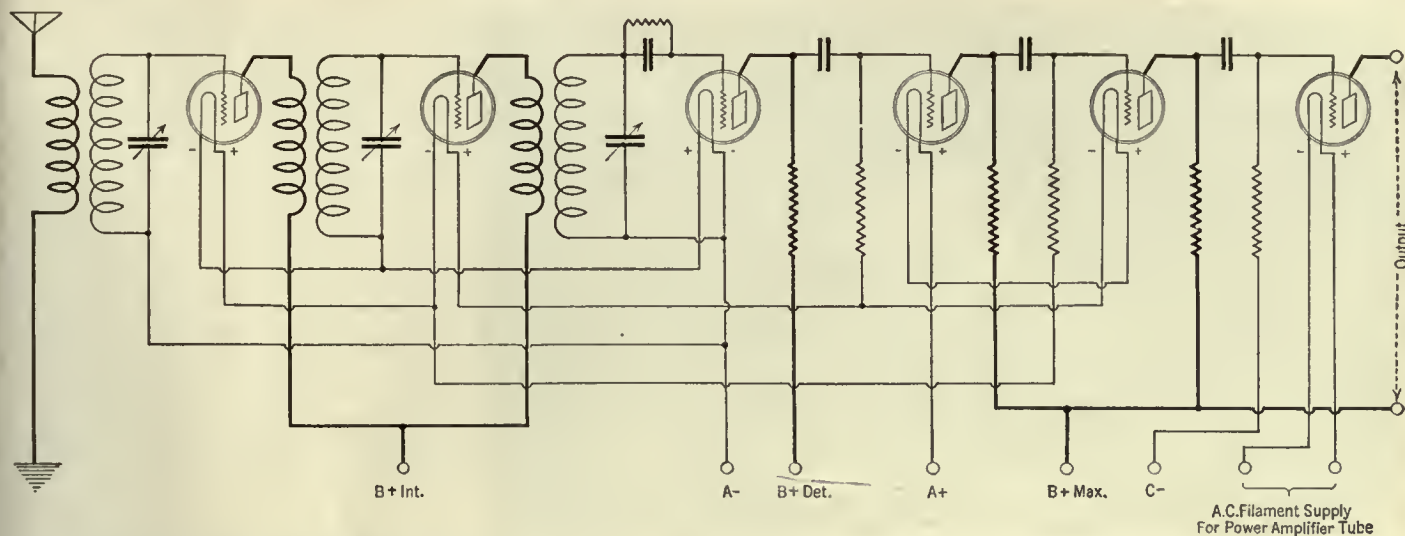 - +
- +
+ -
- +
- +
- +
Output
B+ Int.
A-
B+ Det.
A+
B+ Max.
C-
A.C. Filament Supply
For Power Amplifier Tube